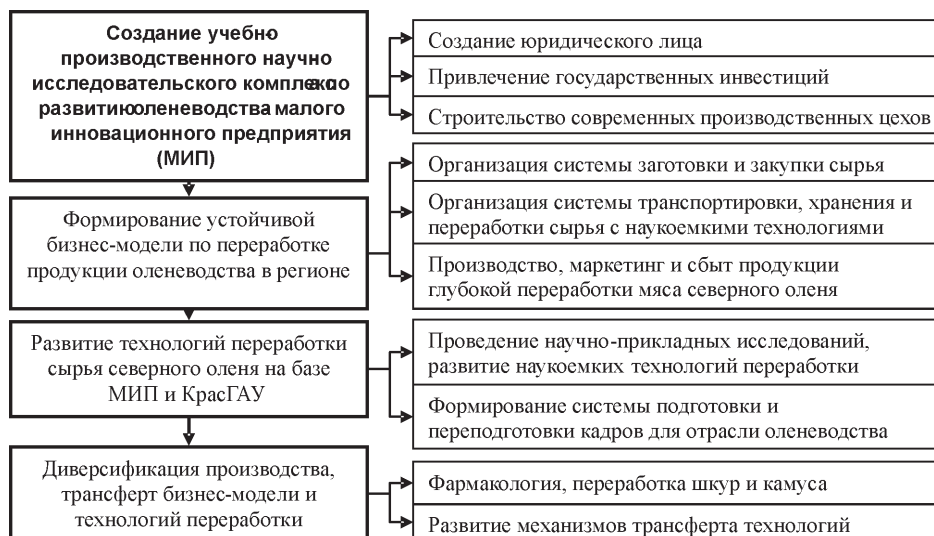 Создание учебно
производственного научно
исследовательского комплекса по
развитию оленеводства малого
инновационного предприятия
(МИП)
Создание юридического лица
Привлечение государственных инвестиций
Строительство современных производственных цехов
Формирование устойчивой
бизнес-модели по переработке
продукции оленеводства в регионе
Организация системы заготовки и закупки сырья
Организация системы транспортировки, хранения и
переработки сырья с наукоемкими технологиями
Производство, маркетинг и сбыт продукции
глубокой переработки мяса северного оленя
Развитие технологий переработки
сырья северного оленя на базе
МИП и КрасГАУ
Проведение научно-прикладных исследований,
развитие наукоемких технологий переработки
Формирование системы подготовки и
переподготовки кадров для отрасли оленеводства
Диверсификация производства,
трансферт бизнес-модели и
технологий переработки
Фармакология, переработка шкур и камуса
Развитие механизмов трансферта технологий